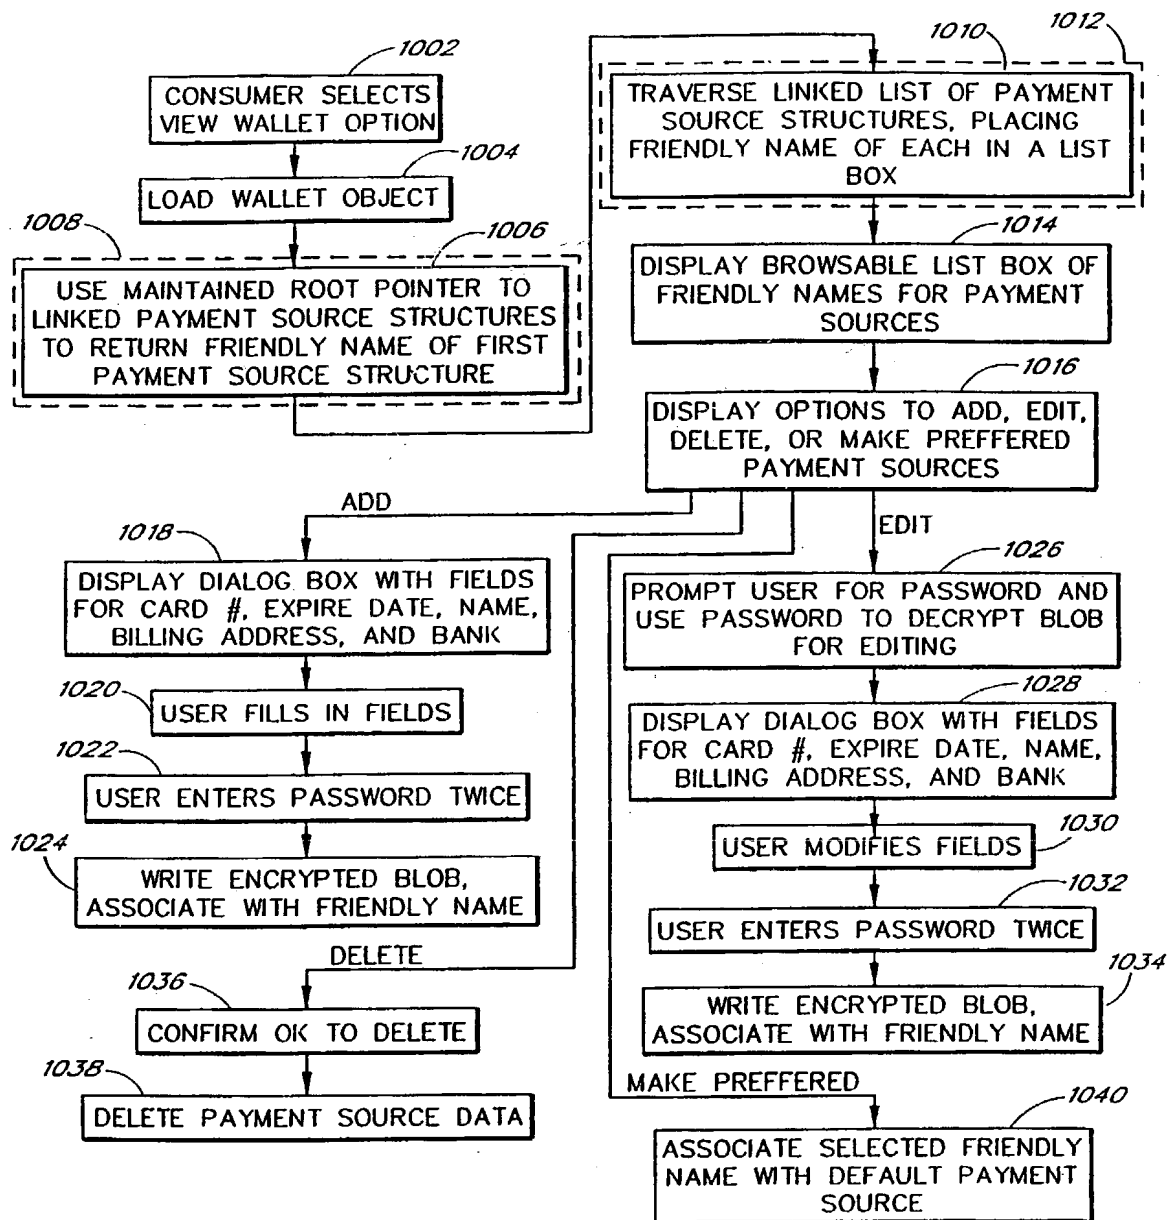 1002
CONSUMER SELECTS
VIEW WALLET OPTION
1004
LOAD WALLET OBJECT
1008
1006
USE MAINTAINED ROOT POINTER TO
LINKED PAYMENT SOURCE STRUCTURES
TO RETURN FRIENDLY NAME OF FIRST
PAYMENT SOURCE STRUCTURE
1012
1010
TRAVERSE LINKED LIST OF PAYMENT
SOURCE STRUCTURES, PLACING
FRIENDLY NAME OF EACH IN A LIST
BOX
1014
DISPLAY BROWSABLE LIST BOX OF
FRIENDLY NAMES FOR PAYMENT
SOURCES
1016
DISPLAY OPTIONS TO ADD, EDIT,
DELETE, OR MAKE PREFFERED
PAYMENT SOURCES
ADD
1018
DISPLAY DIALOG BOX WITH FIELDS
FOR CARD #, EXPIRE DATE, NAME,
BILLING ADDRESS, AND BANK
1020
USER FILLS IN FIELDS
1022
USER ENTERS PASSWORD TWICE
1024
WRITE ENCRYPTED BLOB,
ASSOCIATE WITH FRIENDLY NAME
DELETE
1036
CONFIRM OK TO DELETE
1038
DELETE PAYMENT SOURCE DATA
EDIT
1026
PROMPT USER FOR PASSWORD AND
USE PASSWORD TO DECRYPT BLOB
FOR EDITING
1028
DISPLAY DIALOG BOX WITH FIELDS
FOR CARD #, EXPIRE DATE, NAME,
BILLING ADDRESS, AND BANK
1030
USER MODIFIES FIELDS
1032
USER ENTERS PASSWORD TWICE
1034
WRITE ENCRYPTED BLOB,
ASSOCIATE WITH FRIENDLY NAME
MAKE PREFFERED
1040
ASSOCIATE SELECTED FRIENDLY
NAME WITH DEFAULT PAYMENT
SOURCE